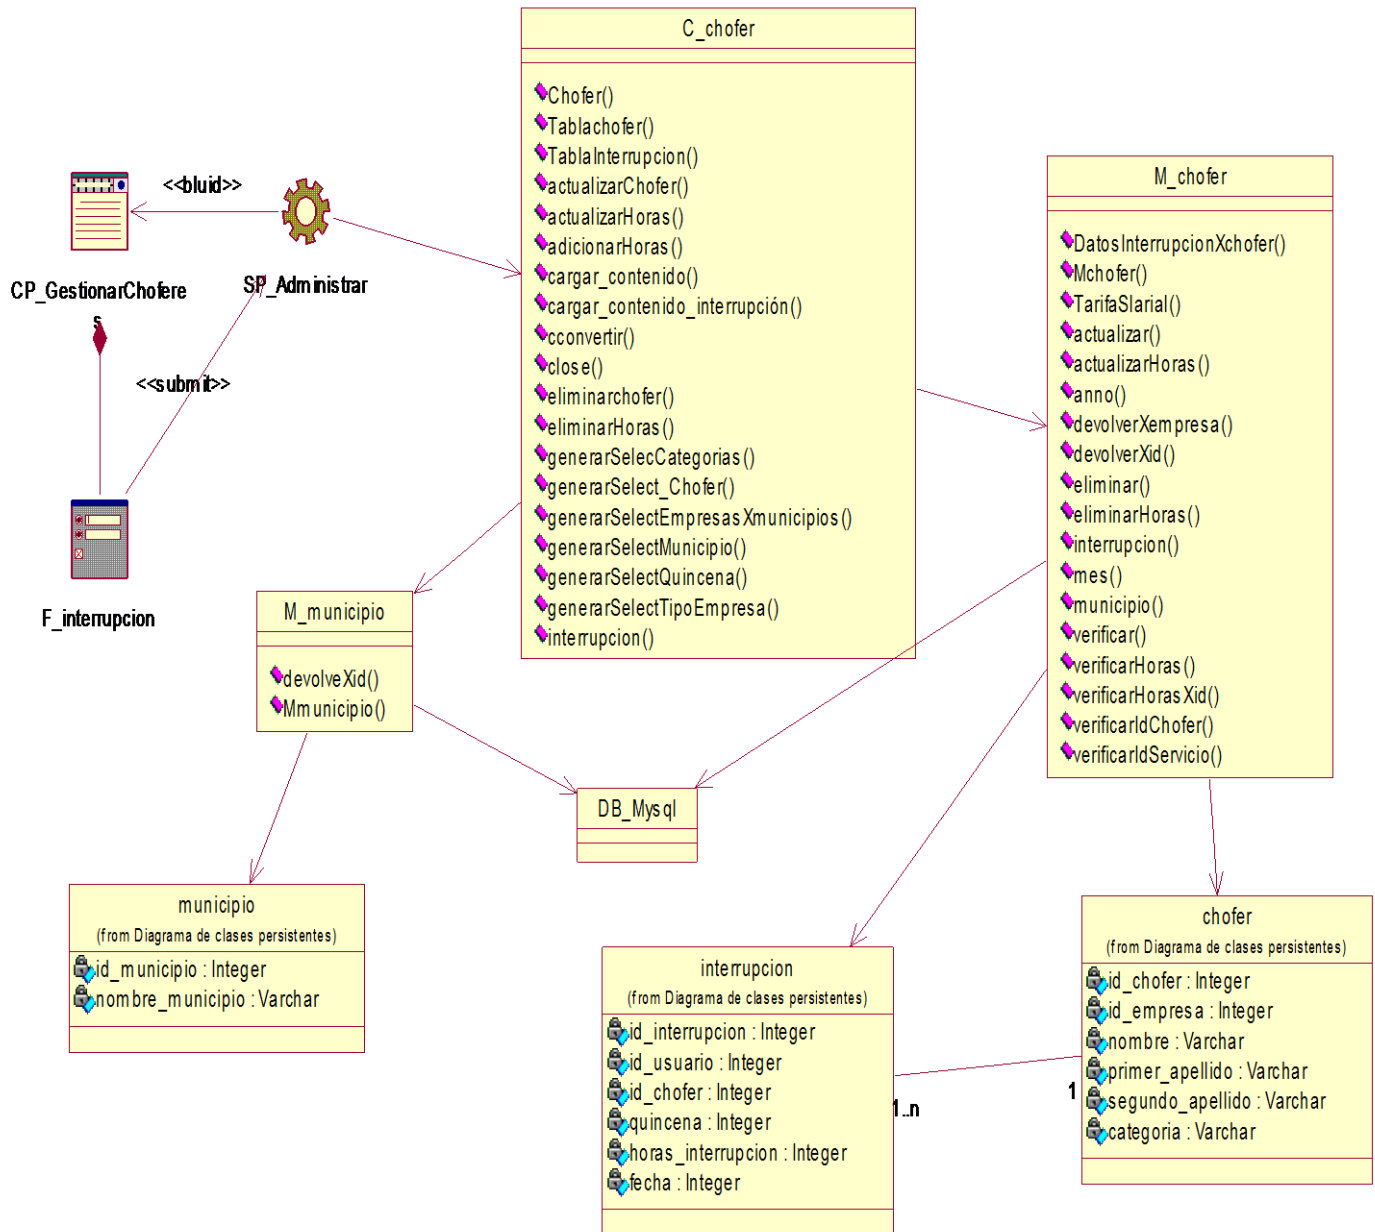 C_chofer
Chofer()
Tablachofer()
TablaInterrupcion()
actualizarChofer()
actualizarHoras()
adicionarHoras()
cargar_contenido()
cargar_contenido_interrupción()
cconvertir()
close()
eliminarchofer()
eliminarHoras()
generarSelecCategorias()
generarSelect_Chofer()
generarSelectEmpresasXmunicipios()
generarSelectMunicipio()
generarSelectQuincena()
generarSelectTipoEmpresa()
interrupcion()
<<bluid>>
CP_GestionarChofere
s
SP_Administrar
<<submit>>
F_interrupcion
M_chofer
DatosInterrupcionXchofer()
Mchofer()
TarifaSlarial()
actualizar()
actualizarHoras()
anno()
devolverXempresa()
devolverXid()
eliminar()
eliminarHoras()
interrupcion()
mes()
municipio()
verificar()
verificarHoras()
verificarHorasXid()
verificarIdChofer()
verificarIdServicio()
M_municipio
devolveXid()
Mmunicipio()
DB_Mysql
municipio
(from Diagrama de clases persistentes)
id_municipio : Integer
nombre_municipio : Varchar
interrupcion
(from Diagrama de clases persistentes)
id_interrupcion : Integer
id_usuario : Integer
id_chofer : Integer
quincena : Integer
horas_interrupcion : Integer
fecha : Integer
1..n
1
chofer
(from Diagrama de clases persistentes)
id_chofer : Integer
id_empresa : Integer
nombre : Varchar
primer_apellido : Varchar
segundo_apellido : Varchar
categoria : Varchar